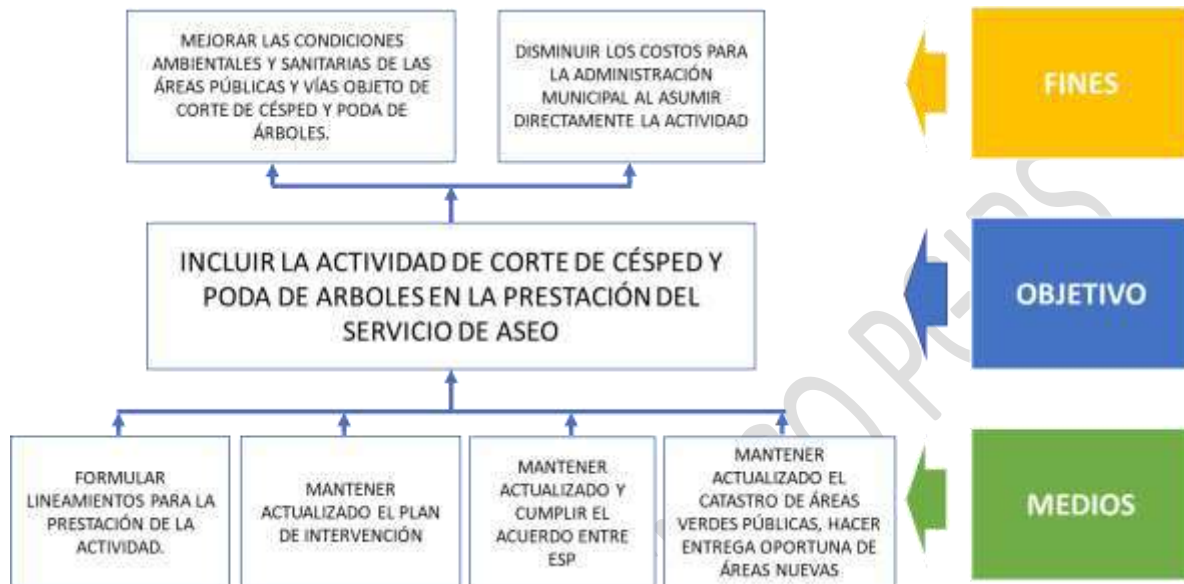 MEJORAR LAS CONDICIONES
AMBIENTALES Y SANITARIAS DE LAS
ÁREAS PÚBLICAS Y VÍAS OBJETO DE
CORTE DE CÉSPED Y PODA DE
ÁRBOLES.
DISMINUIR LOS COSTOS PARA
LA ADMINISTRACIÓN
MUNICIPAL AL ASUMIR
DIRECTAMENTE LA ACTIVIDAD
FINES
INCLUIR LA ACTIVIDAD DE CORTE DE CÉSPED Y
PODA DE ARBOLES EN LA PRESTACIÓN DEL
SERVICIO DE ASEO
OBJETIVO
FORMULAR
LINEAMIENTOS PARA LA
PRESTACIÓN DE LA
ACTIVIDAD.
MANTENER
ACTUALIZADO EL PLAN
DE INTERVENCIÓN
MANTENER
ACTUALIZADO Y
CUMPLIR EL
ACUERDO ENTRE
ESP
MANTENER
ACTUALIZADO EL
CATASTRO DE ÁREAS
VERDES PÚBLICAS, HACER
ENTREGA OPORTUNA DE
ÁREAS NUEVAS
MEDIOS